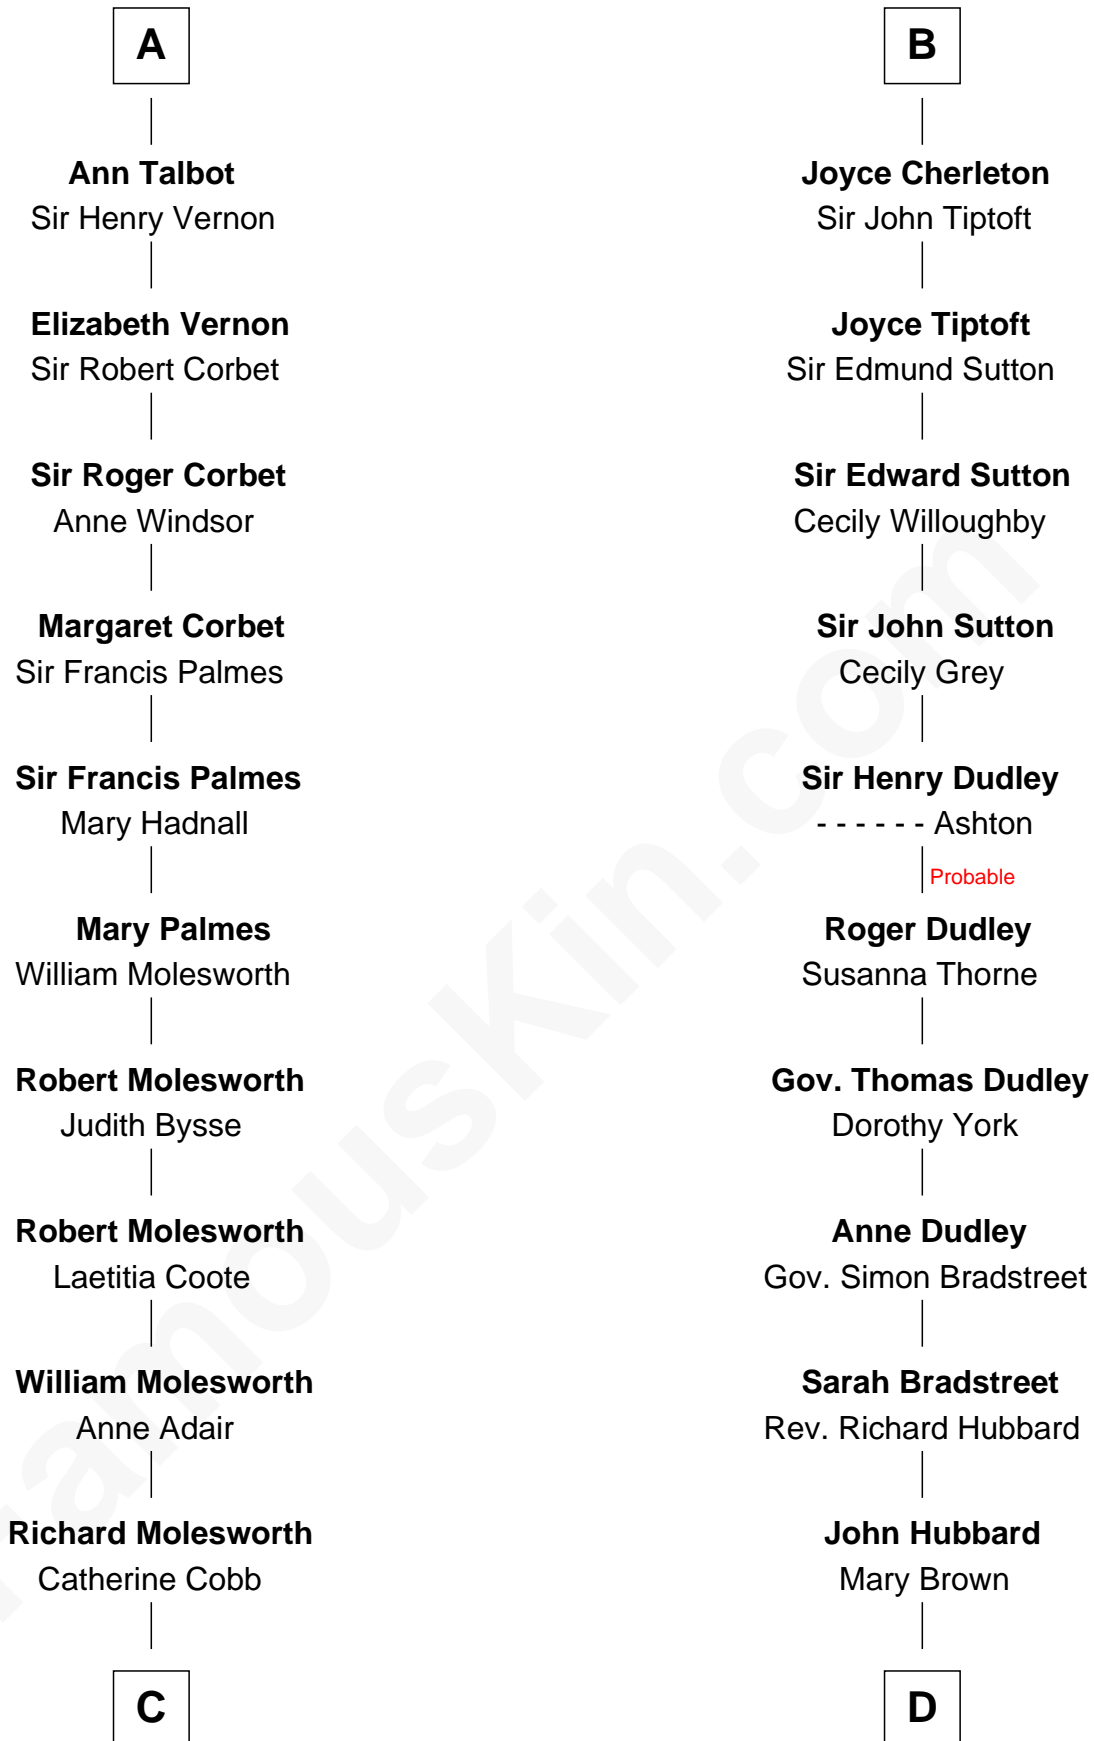 A
Ann Talbot
Sir Henry Vernon
Elizabeth Vernon
Sir Robert Corbet
Sir Roger Corbet
Anne Windsor
Margaret Corbet
Sir Francis Palmes
Sir Francis Palmes
Mary Hadnall
Mary Palmes
William Molesworth
Robert Molesworth
Judith Bysse
Robert Molesworth
Laetitia Coote
William Molesworth
Anne Adair
Richard Molesworth
Catherine Cobb
C
B
Joyce Cherleton
Sir John Tiptoft
Joyce Tiptoft
Sir Edmund Sutton
Sir Edward Sutton
Cecily Willoughby
Sir John Sutton
Cecily Grey
Sir Henry Dudley
- - - - - - Ashton
Probable
Roger Dudley
Susanna Thorne
Gov. Thomas Dudley
Dorothy York
Anne Dudley
Gov. Simon Bradstreet
Sarah Bradstreet
Rev. Richard Hubbard
John Hubbard
Mary Brown
D
FamousKin.com